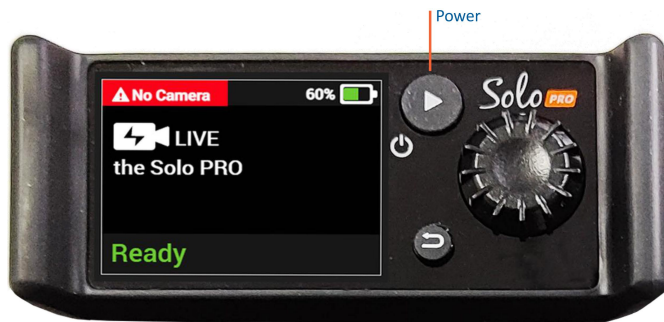 Power
No Camera
60%
Solo PRO
LIVE
the Solo PRO
Ready